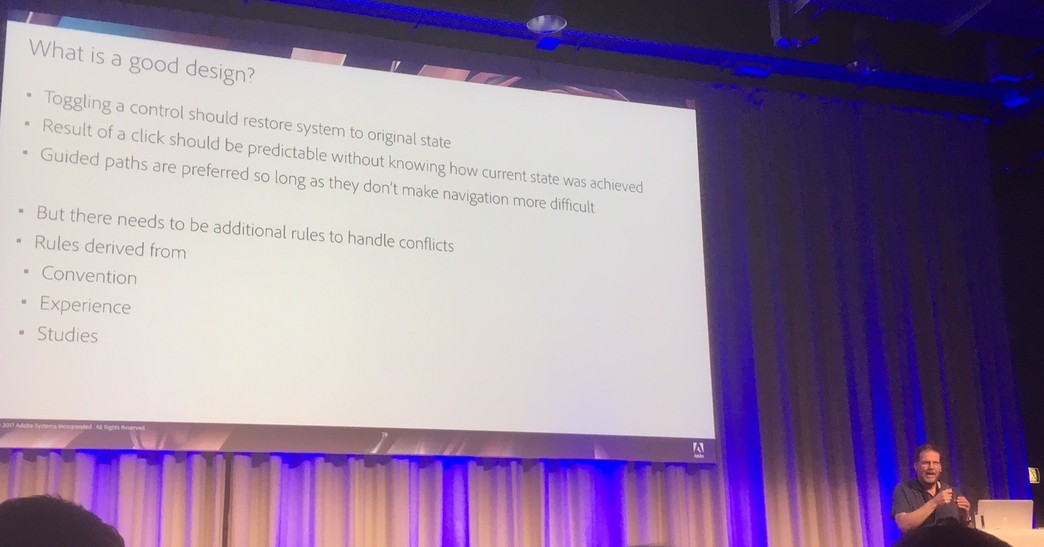 What is a good design?
▪ Toggling a control should restore system to original state
▪ Result of a click should be predictable without knowing how current state was achieved
▪ Guided paths are preferred so long as they don't make navigation more difficult
▪ But there needs to be additional rules to handle conflicts
▪ Rules derived from
▪ Convention
▪ Experience
▪ Studies
2017 Adobe Systems Incorporated. All Rights Reserved.
Adobe